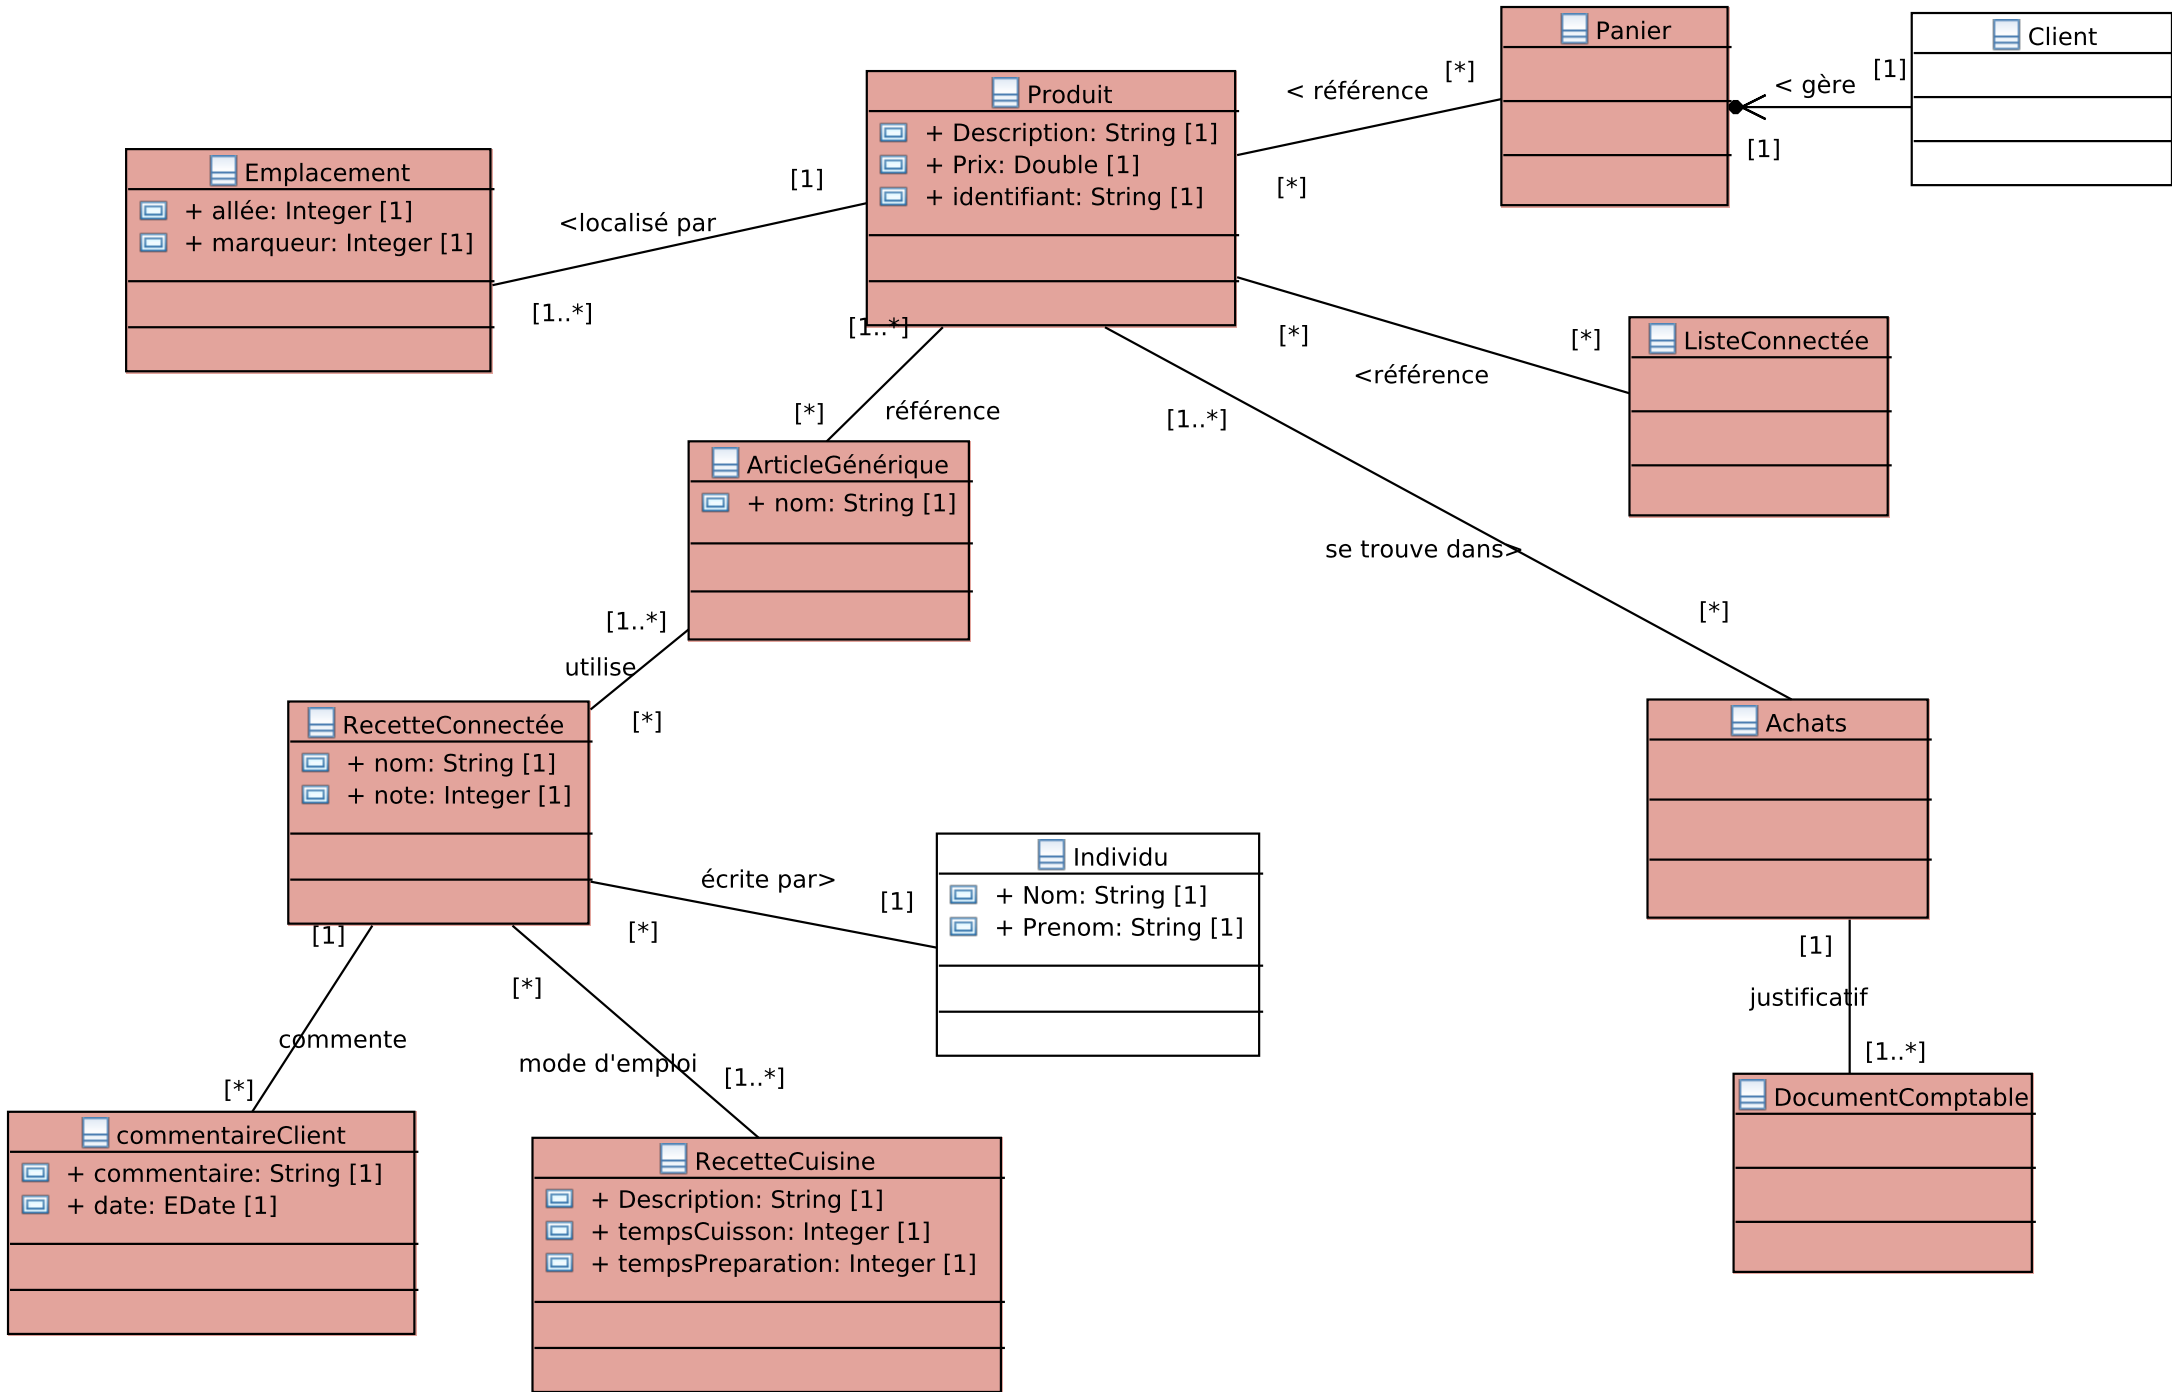 Panier
Client
< référence
[*]
< gère
[1]
[1]
[*]
Produit
+ Description: String [1]
+ Prix: Double [1]
+ identifiant: String [1]
Emplacement
+ allée: Integer [1]
+ marqueur: Integer [1]
[1]
<localisé par
[1..*]
[1..*]
[*]
référence
[*]
[*]
<référence
ListeConnectée
[1..*]
se trouve dans>
[*]
ArticleGénérique
+ nom: String [1]
[1..*]
utilise
[*]
RecetteConnectée
+ nom: String [1]
+ note: Integer [1]
écrite par>
[1]
[*]
Individu
+ Nom: String [1]
+ Prenom: String [1]
Achats
[1]
justificatif
[1..*]
DocumentComptable
[1]
commente
[*]
[*]
mode d'emploi
[1..*]
commentaireClient
+ commentaire: String [1]
+ date: EDate [1]
RecetteCuisine
+ Description: String [1]
+ tempsCuisson: Integer [1]
+ tempsPreparation: Integer [1]